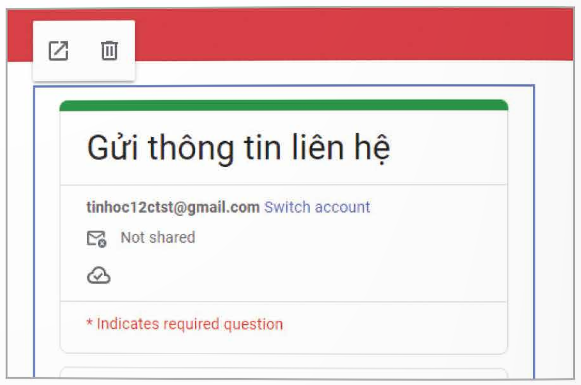 Gửi thông tin liên hệ
tinhoc12ctst@gmail.com Switch account
Not shared
* Indicates required question